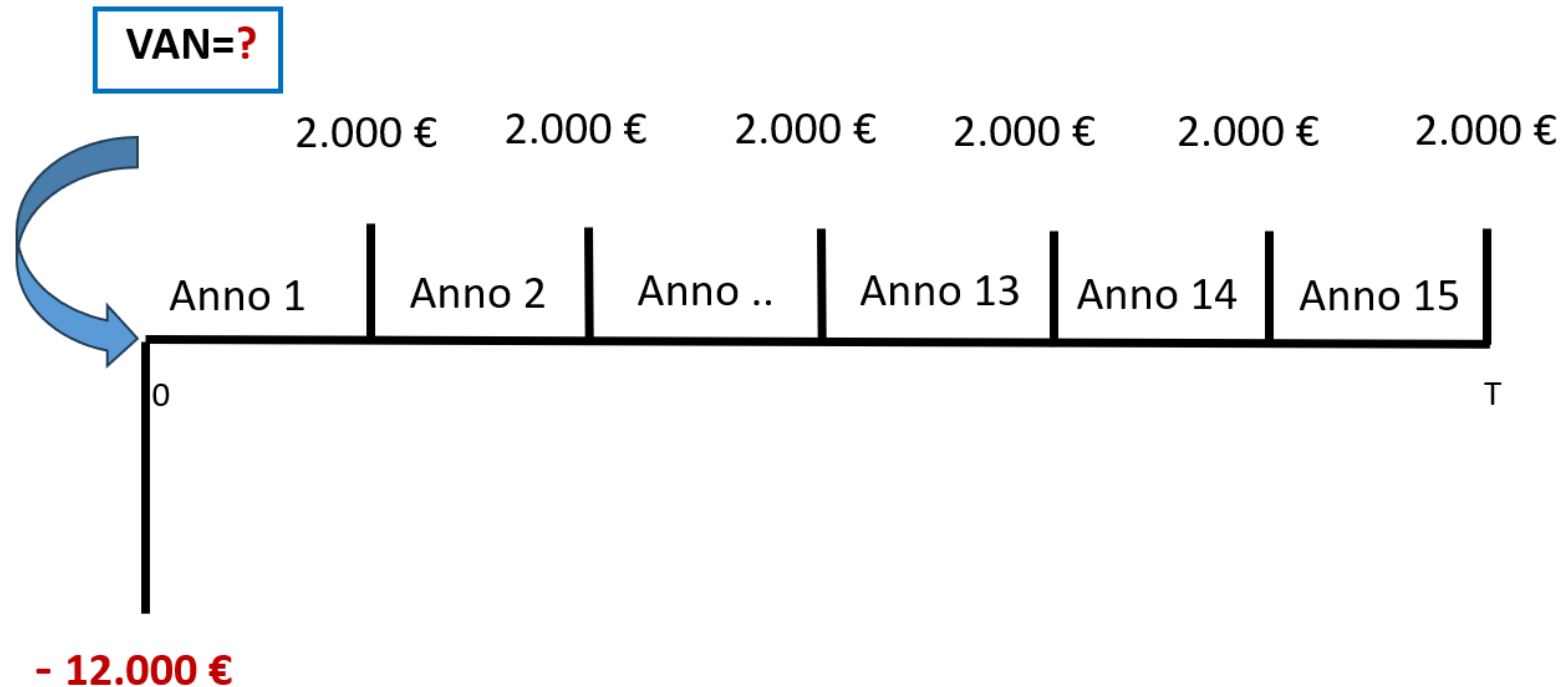 VAN=?
2.000 € 2.000 € 2.000 € 2.000 € 2.000 € 2.000 €
Anno 1 Anno 2 Anno .. Anno 13 Anno 14 Anno 15
0 T
- 12.000 €